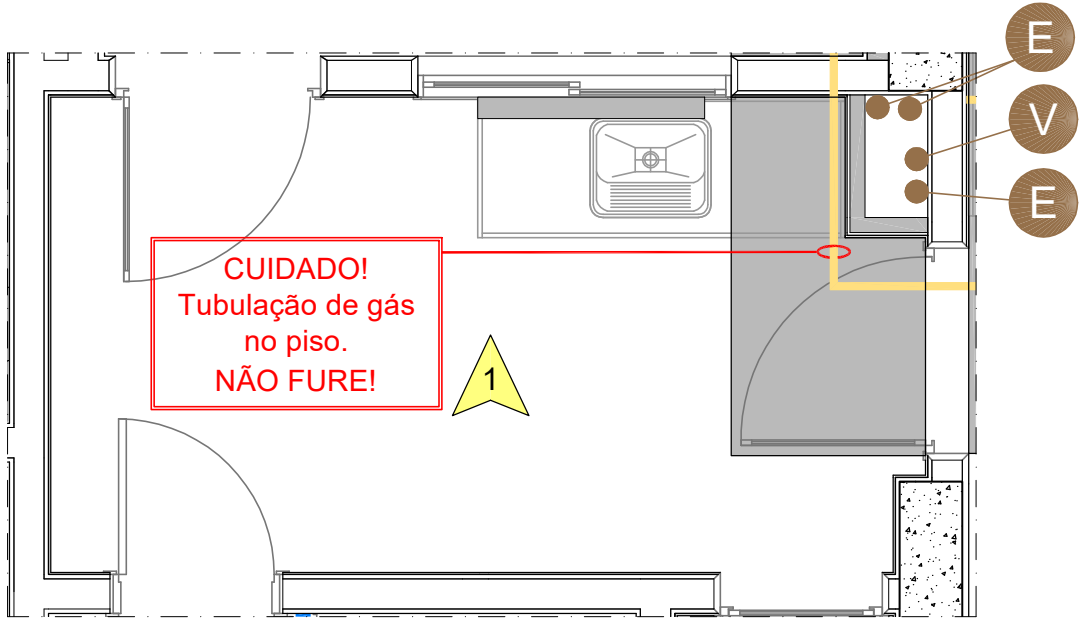 E
V
E
CUIDADO!
Tubulação de gás
no piso.
NÃO FURE!
1